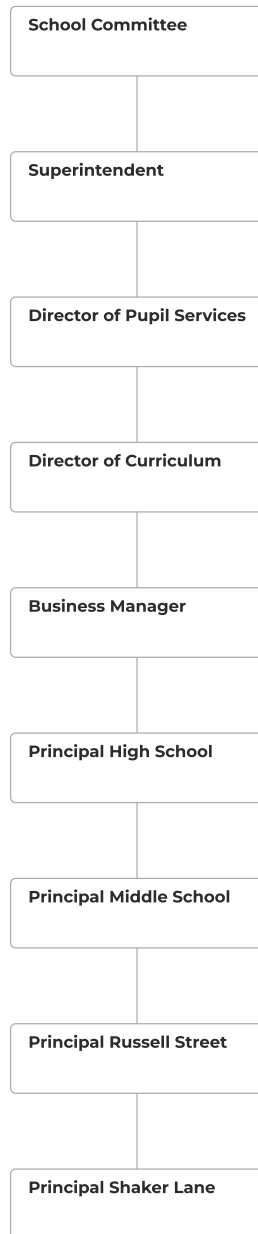 School Committee
Superintendent
Director of Pupil Services
Director of Curriculum
Business Manager
Principal High School
Principal Middle School
Principal Russell Street
Principal Shaker Lane